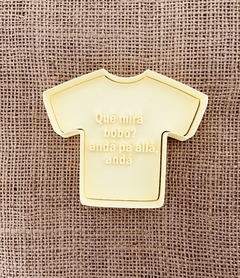 Qué mirá
bobo?
andá pa allá,
andá